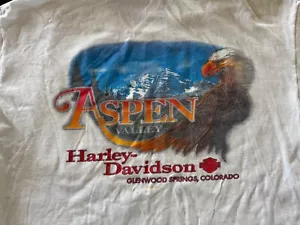 ASPEN
VALLEY
Harley-
Davidson
GLENWOOD SPRINGS, COLORADO